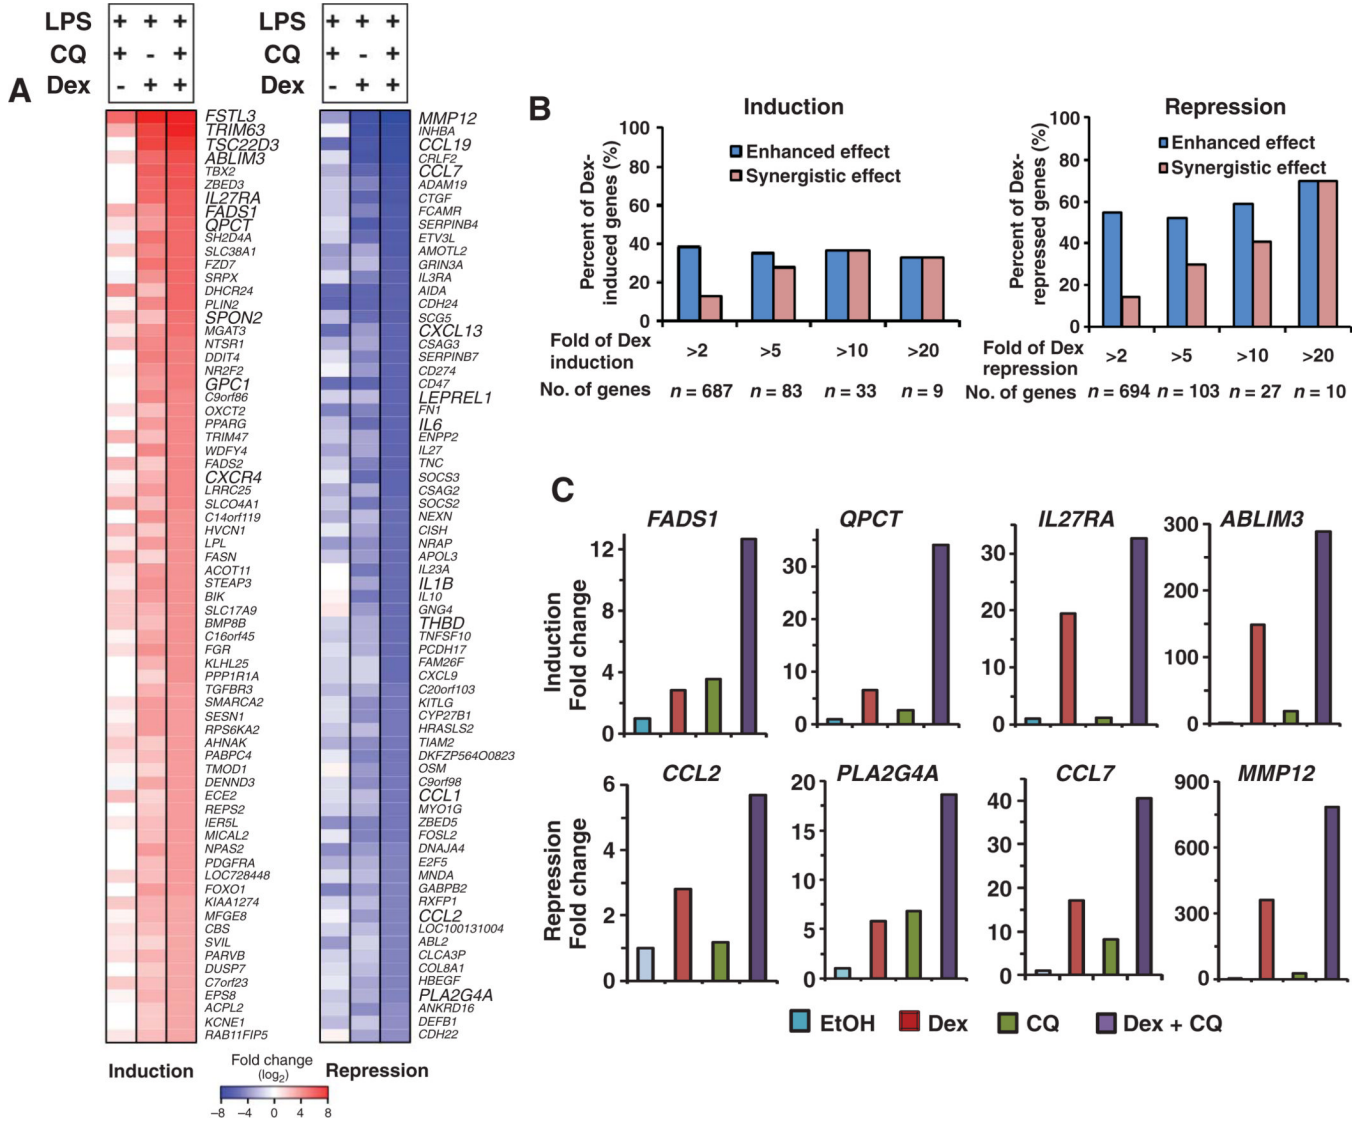 A
LPS + + +
CQ + - +
Dex - + +
FSTL3
TRIM63
TSC22D3
ABLIM3
TBX2
ZBED3
IL27RA
FADS1
QPCT
SH2D4A
SLC38A1
FZD7
SRPX
DHCR24
PLIN2
SPON2
MGAT3
NTSR1
DDIT4
NR2F2
GPC1
C9orf86
OXCT2
PPARG
TRIM47
WDFY4
FADS2
CXCR4
LRRC25
SLCO4A1
C14orf119
HVCN1
LPL
FASN
ACOT11
STEAP3
BIK
SLC17A9
BMP8B
C16orf45
FGR
KLHL25
PPP1R1A
TGFBR3
SMARCA2
SESN1
RPS6KA2
AHNAK
PABPC4
TMOD1
DENND3
ECE2
REPS2
IER5L
MICAL2
NPAS2
PDGFRA
LOC728448
FOXO1
KIAA1274
MFGE8
CBS
SVIL
PARVB
DUSP7
C7orf23
EPS8
ACPL2
KCNE1
RAB11FIP5
Induction
LPS + + +
CQ + - +
Dex - + +
MMP12
INHBA
CCL19
CRLF2
CCL7
ADAM19
CTGF
FCAMR
SERPINB4
ETV3L
AMOTL2
GRIN3A
IL3RA
AIDA
CDH24
SCG5
CXCL13
CSAG3
SERPINB7
CD274
CD47
LEPREL1
FN1
IL6
ENPP2
IL27
TNC
SOCS3
CSAG2
SOCS2
NEXN
CISH
NRAP
APOL3
IL23A
IL1B
IL10
GNG4
THBD
TNFSF10
PCDH17
FAM26F
CXCL9
C20orf103
KITLG
CYP27B1
HRASLS2
TIAM2
DKFZP564O0823
OSM
C9orf98
CCL1
MYO1G
ZBED5
FOSL2
DNAJA4
E2F5
MNDA
GABPB2
RXFP1
CCL2
LOC100131004
ABL2
CLCA3P
COL8A1
HBEGF
PLA2G4A
ANKRD16
DEFB1
CDH22
Repression
Fold change
(log2)
−8 −4 0 4 8
B
Induction
Percent of Dex-
induced genes (%)
100
80
60
40
20
0
Enhanced effect
Synergistic effect
Fold of Dex
induction
>2 >5 >10 >20
No. of genes n = 687 n = 83 n = 33 n = 9
Repression
Percent of Dex-
repressed genes (%)
100
80
60
40
20
0
Enhanced effect
Synergistic effect
Fold of Dex
repression
>2 >5 >10 >20
No. of genes n = 694 n = 103 n = 27 n = 10
C
Induction
Fold change
FADS1
12
8
4
0
QPCT
30
20
10
0
IL27RA
30
20
10
0
ABLIM3
300
200
100
0
Repression
Fold change
CCL2
6
4
2
0
PLA2G4A
20
15
10
5
0
CCL7
40
30
20
10
0
MMP12
900
600
300
0
EtOH Dex CQ Dex + CQ